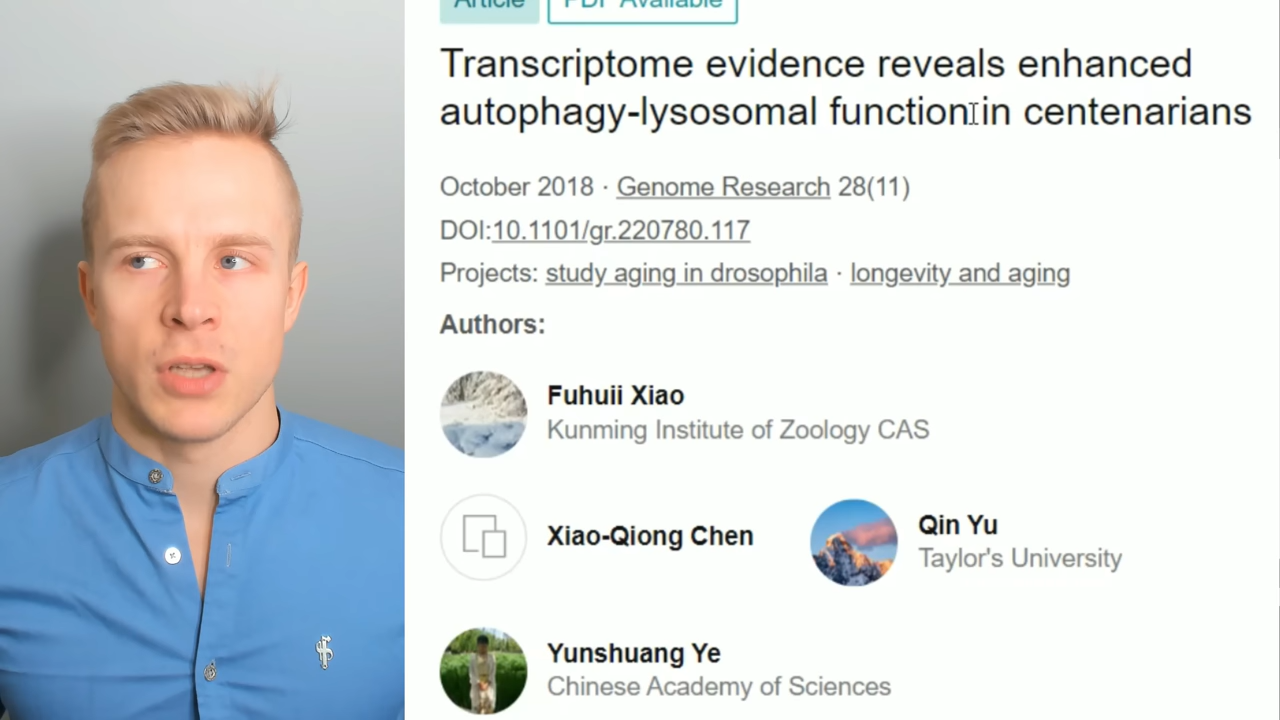 Article PDF Available
Transcriptome evidence reveals enhanced
autophagy-lysosomal function in centenarians
October 2018 · Genome Research 28(11)
DOI:10.1101/gr.220780.117
Projects: study aging in drosophila · longevity and aging
Authors:
Fuhuii Xiao
Kunming Institute of Zoology CAS
Xiao-Qiong Chen
Qin Yu
Taylor's University
Yunshuang Ye
Chinese Academy of Sciences